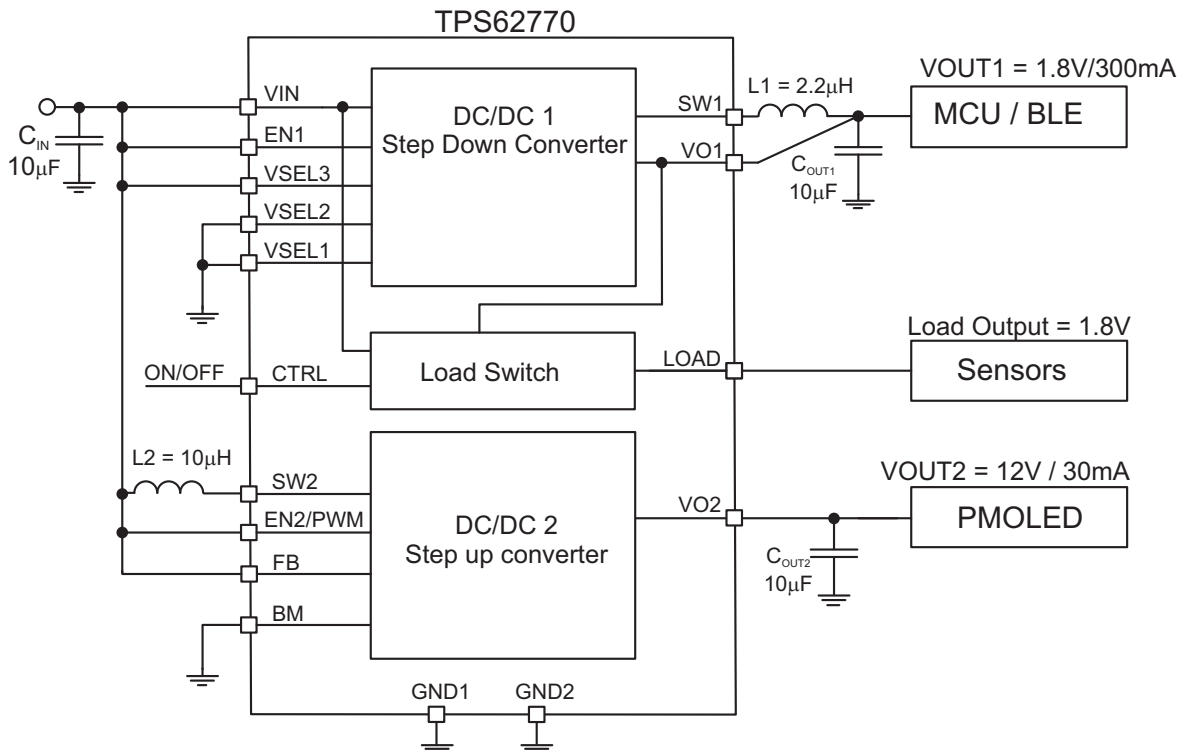 TPS62770
VIN
EN1
VSEL3
VSEL2
VSEL1
CIN
10µF
DC/DC 1
Step Down Converter
SW1
VO1
L1 = 2.2µH
COUT1
10µF
VOUT1 = 1.8V/300mA
MCU / BLE
ON/OFF
CTRL
Load Switch
LOAD
Load Output = 1.8V
Sensors
L2 = 10µH
SW2
EN2/PWM
FB
BM
DC/DC 2
Step up converter
VO2
COUT2
10µF
VOUT2 = 12V / 30mA
PMOLED
GND1
GND2